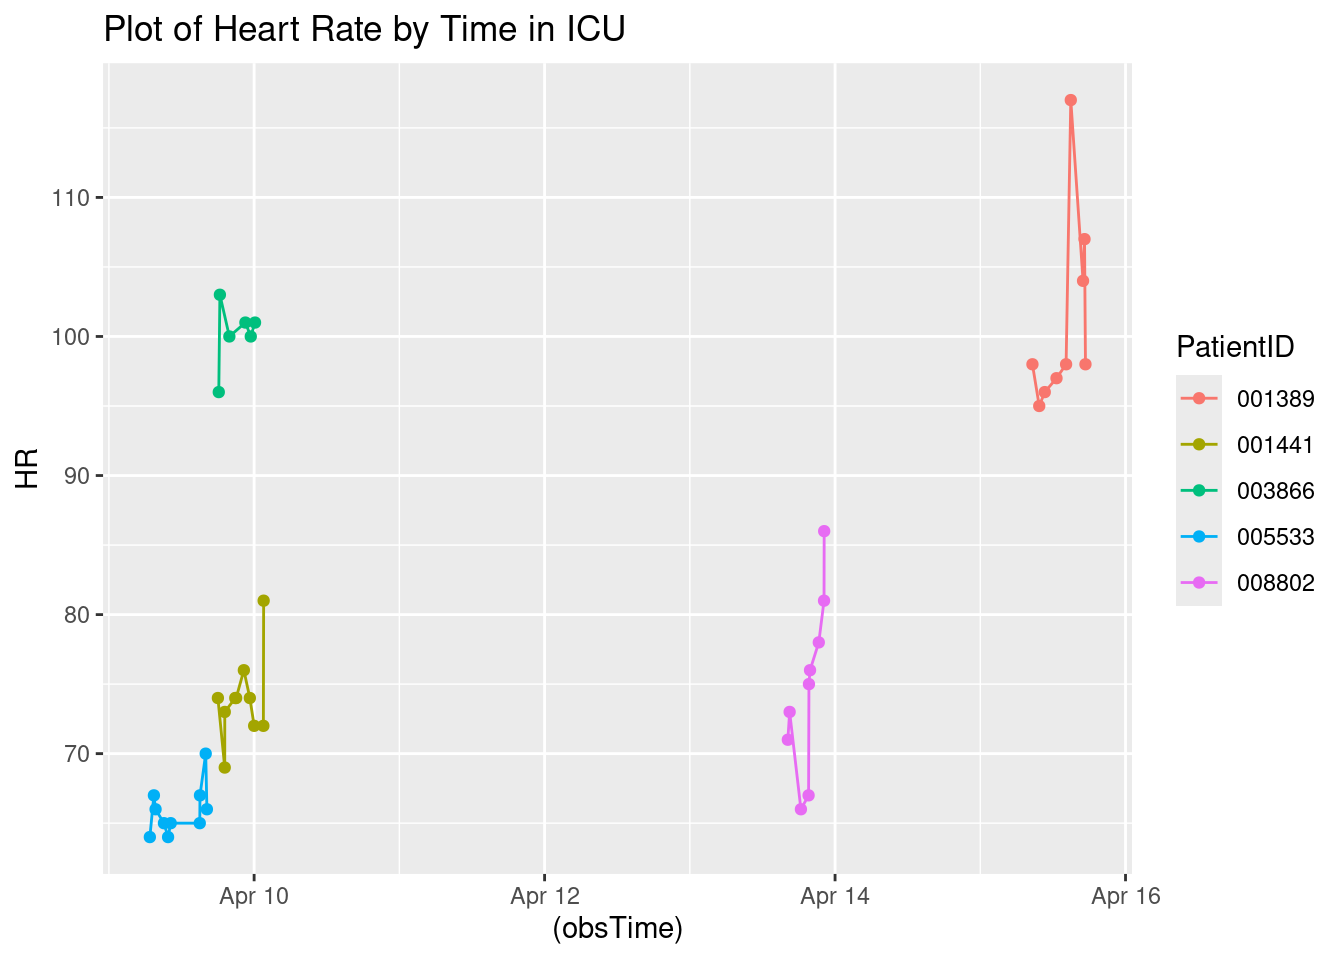 Plot of Heart Rate by Time in ICU
HR
110
100
90
80
70
Apr 10
Apr 12
Apr 14
Apr 16
(obsTime)
PatientID
001389
001441
003866
005533
008802